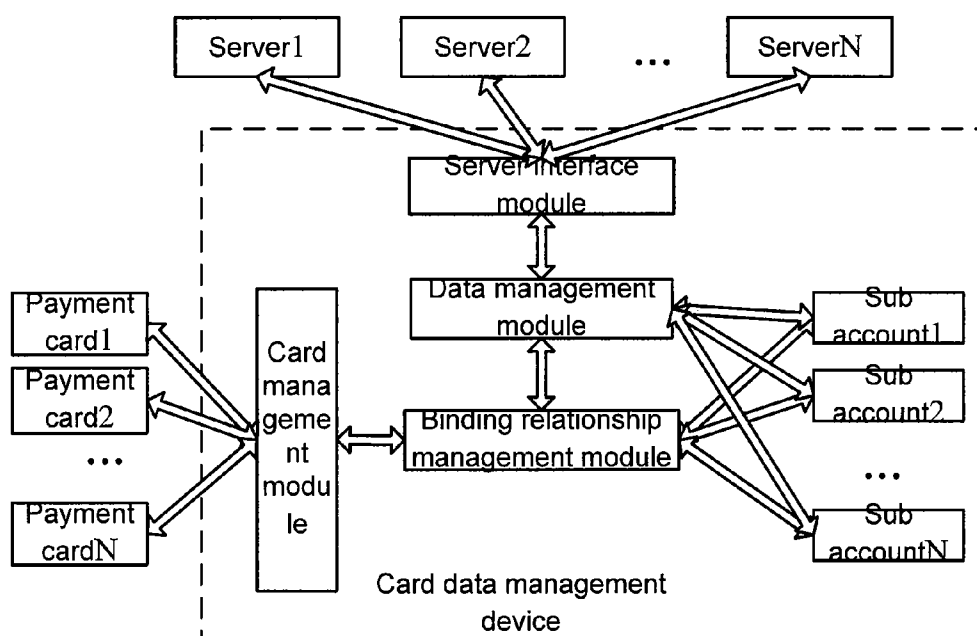 Server1
Server2
...
ServerN
Server interface
module
Data management
module
Payment
card1
Payment
card2
...
Payment
cardN
Card
mana
geme
nt
modu
le
Binding relationship
management module
Sub
account1
Sub
account2
...
Sub
accountN
Card data management
device